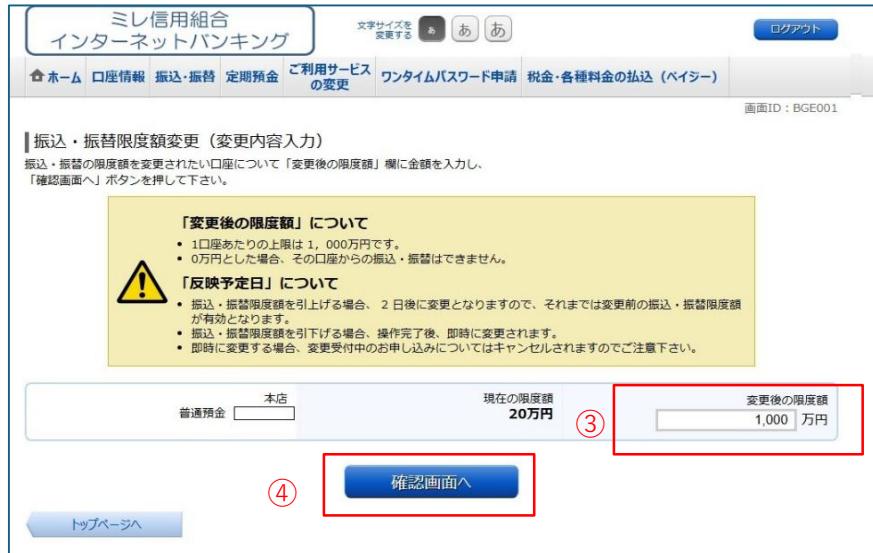 ミレ信用組合
インターネットバンキング
文字サイズを
変更する
あ あ あ
ログアウト
ホーム 口座情報 振込・振替 定期預金 ご利用サービス
の変更 ワンタイムパスワード申請 税金・各種料金の払込（ペイジー）
画面ID：BGE001
振込・振替限度額変更（変更内容入力）
振込・振替の限度額を変更されたい口座について「変更後の限度額」欄に金額を入力し、
「確認画面へ」ボタンを押して下さい。
「変更後の限度額」について
• 1口座あたりの上限は 1，000万円です。
• 0万円とした場合、その口座からの振込・振替はできません。
「反映予定日」について
• 振込・振替限度額を引上げる場合、 2 日後に変更となりますので、それまでは変更前の振込・振替限度額
が有効となります。
• 振込・振替限度額を引下げる場合、操作完了後、即時に変更されます。
• 即時に変更する場合、変更受付中のお申し込みについてはキャンセルされますのでご注意下さい。
本店
普通預金
現在の限度額
20万円
③
変更後の限度額
1,000 万円
④
確認画面へ
トップページへ